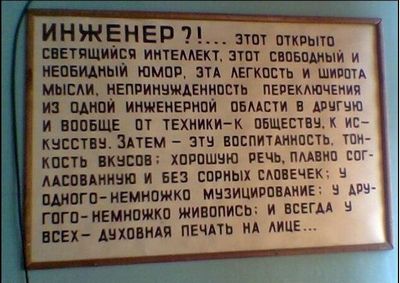 ИНЖЕНЕР?!... ЭТОТ ОТКРЫТО
СВЕТЯЩИЙСЯ ИНТЕЛЛЕКТ, ЭТОТ СВОБОДНЫЙ И
НЕОБИДНЫЙ ЮМОР, ЭТА ЛЕГКОСТЬ И ШИРОТА
МЫСЛИ, НЕПРИНУЖДЕННОСТЬ ПЕРЕКЛЮЧЕНИЯ
ИЗ ОДНОЙ ИНЖЕНЕРНОЙ ОБЛАСТИ В ДРУГУЮ
И ВООБЩЕ ОТ ТЕХНИКИ-К ОБЩЕСТВУ, К ИС-
КУССТВУ. ЗАТЕМ - ЭТУ ВОСПИТАННОСТЬ, ТОН-
КОСТЬ ВКУСОВ; ХОРОШУЮ РЕЧЬ, ПЛАВНО СОГ-
ЛАСОВАННУЮ И БЕЗ СОРНЫХ СЛОВЕЧЕК; У
ОДНОГО-НЕМНОЖКО МУЗИЦИРОВАНИЕ; У ДРУ-
ГОГО-НЕМНОЖКО ЖИВОПИСЬ; И ВСЕГДА У
ВСЕХ- ДУХОВНАЯ ПЕЧАТЬ НА ЛИЦЕ...